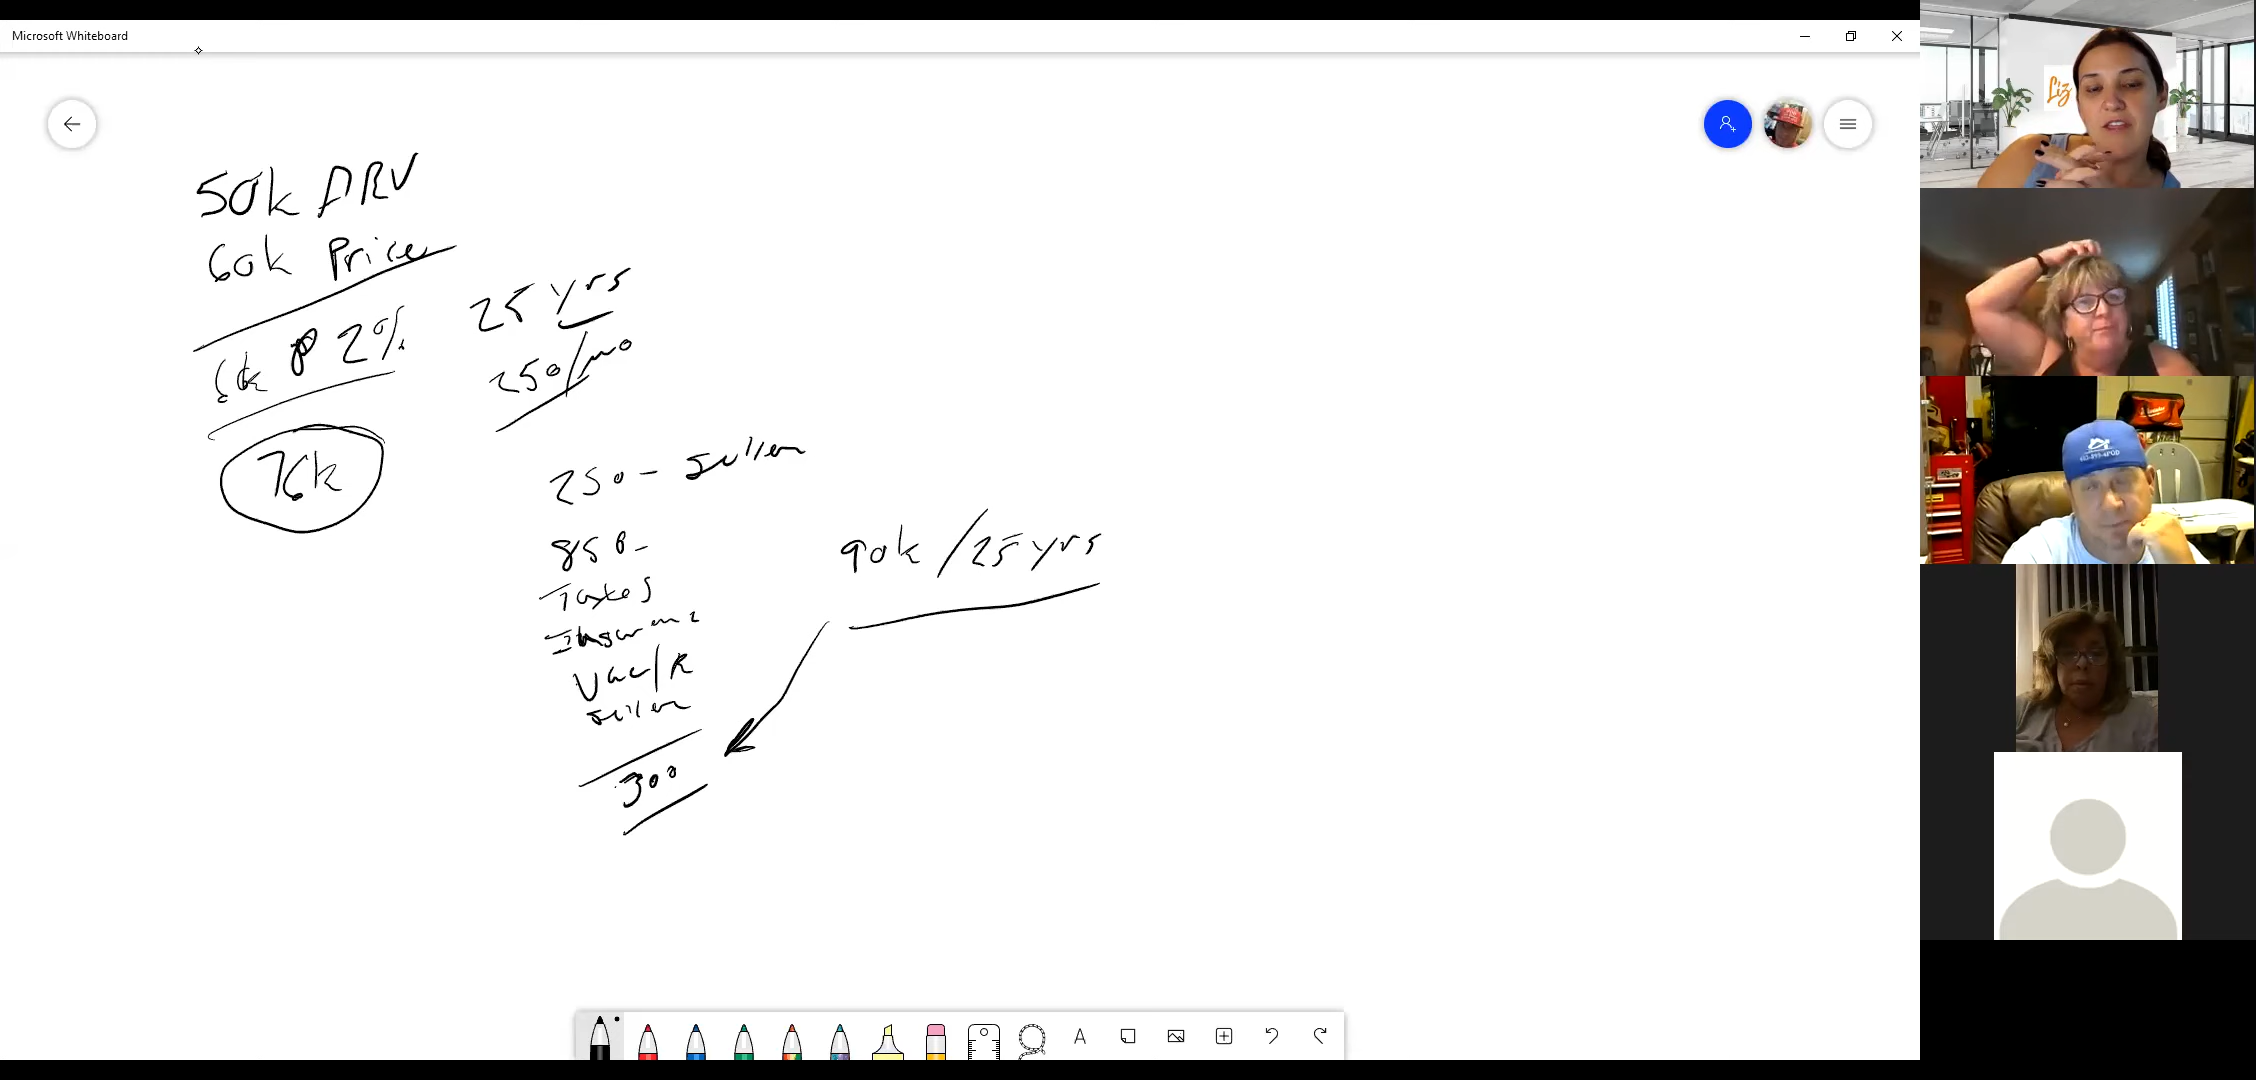 Microsoft Whiteboard
Liz
50k ARV
60k Price
25 yrs
2%
250/mo
76k
250 - seller
850 -
90k / 25 yrs
Taxes
Insurance
Vac/R
seller
300
A